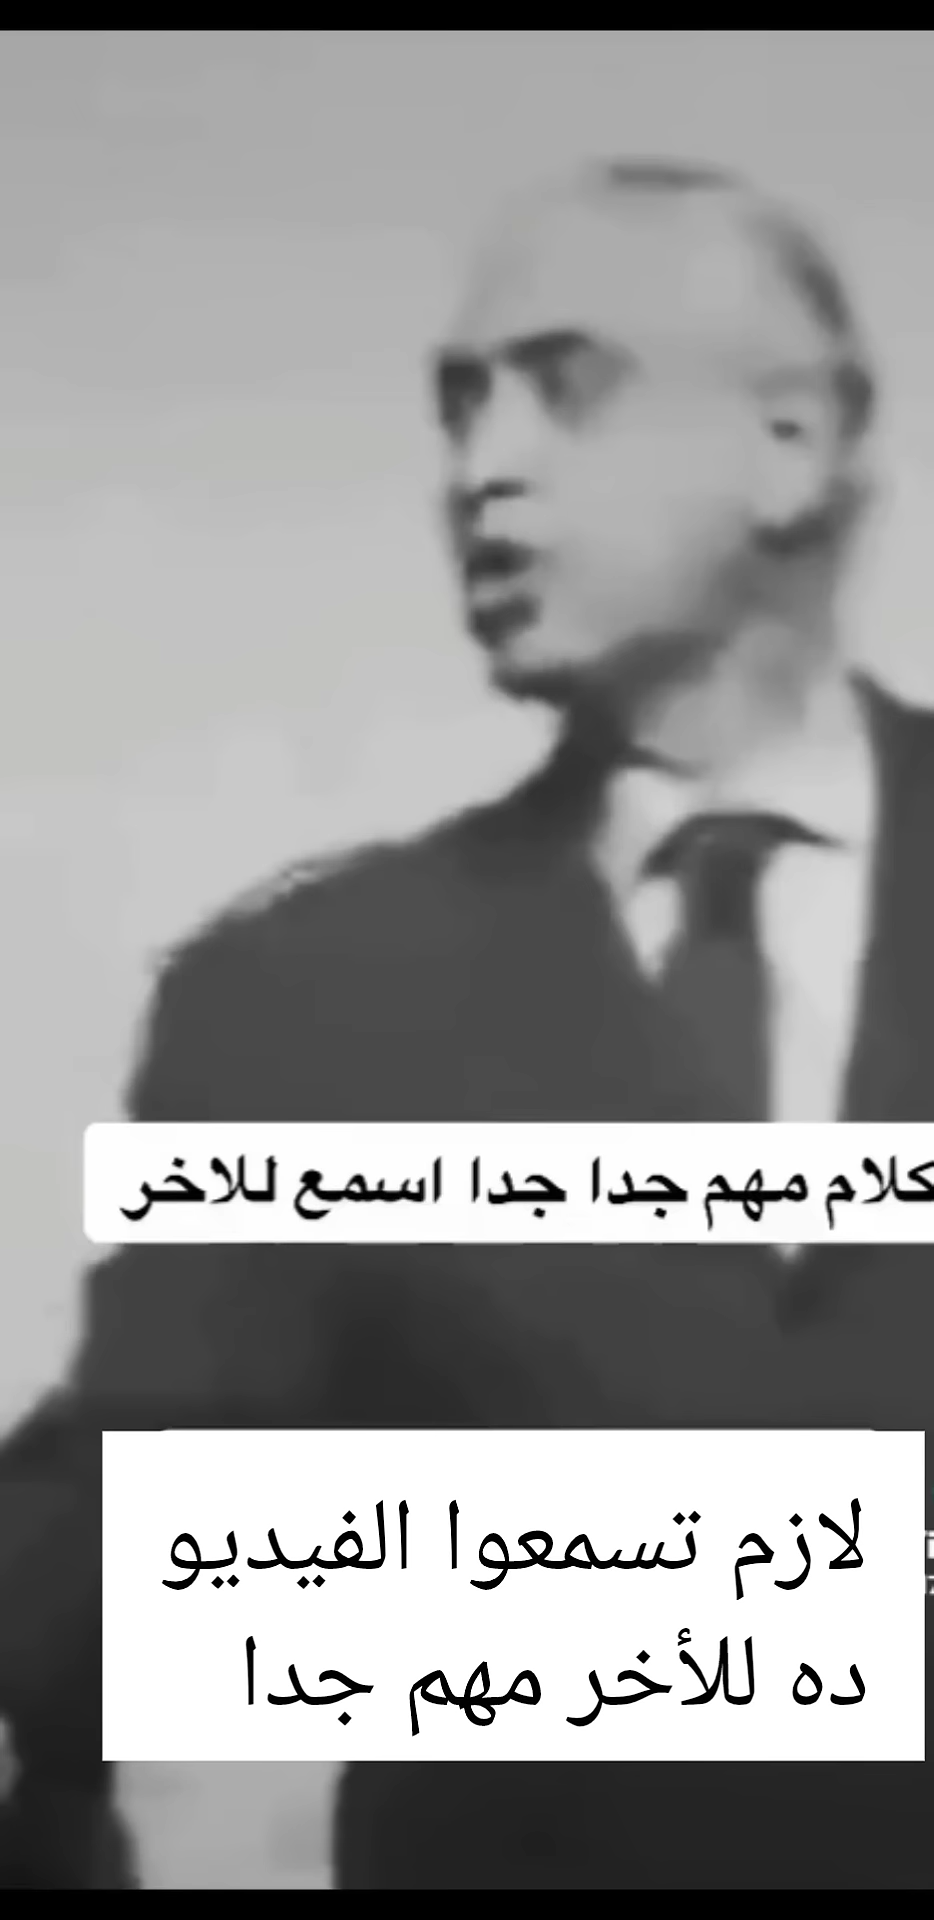 كلام مهم جدا جدا اسمع للاخر
لازم تسمعوا الفيديو
ده للأخر مهم جدا